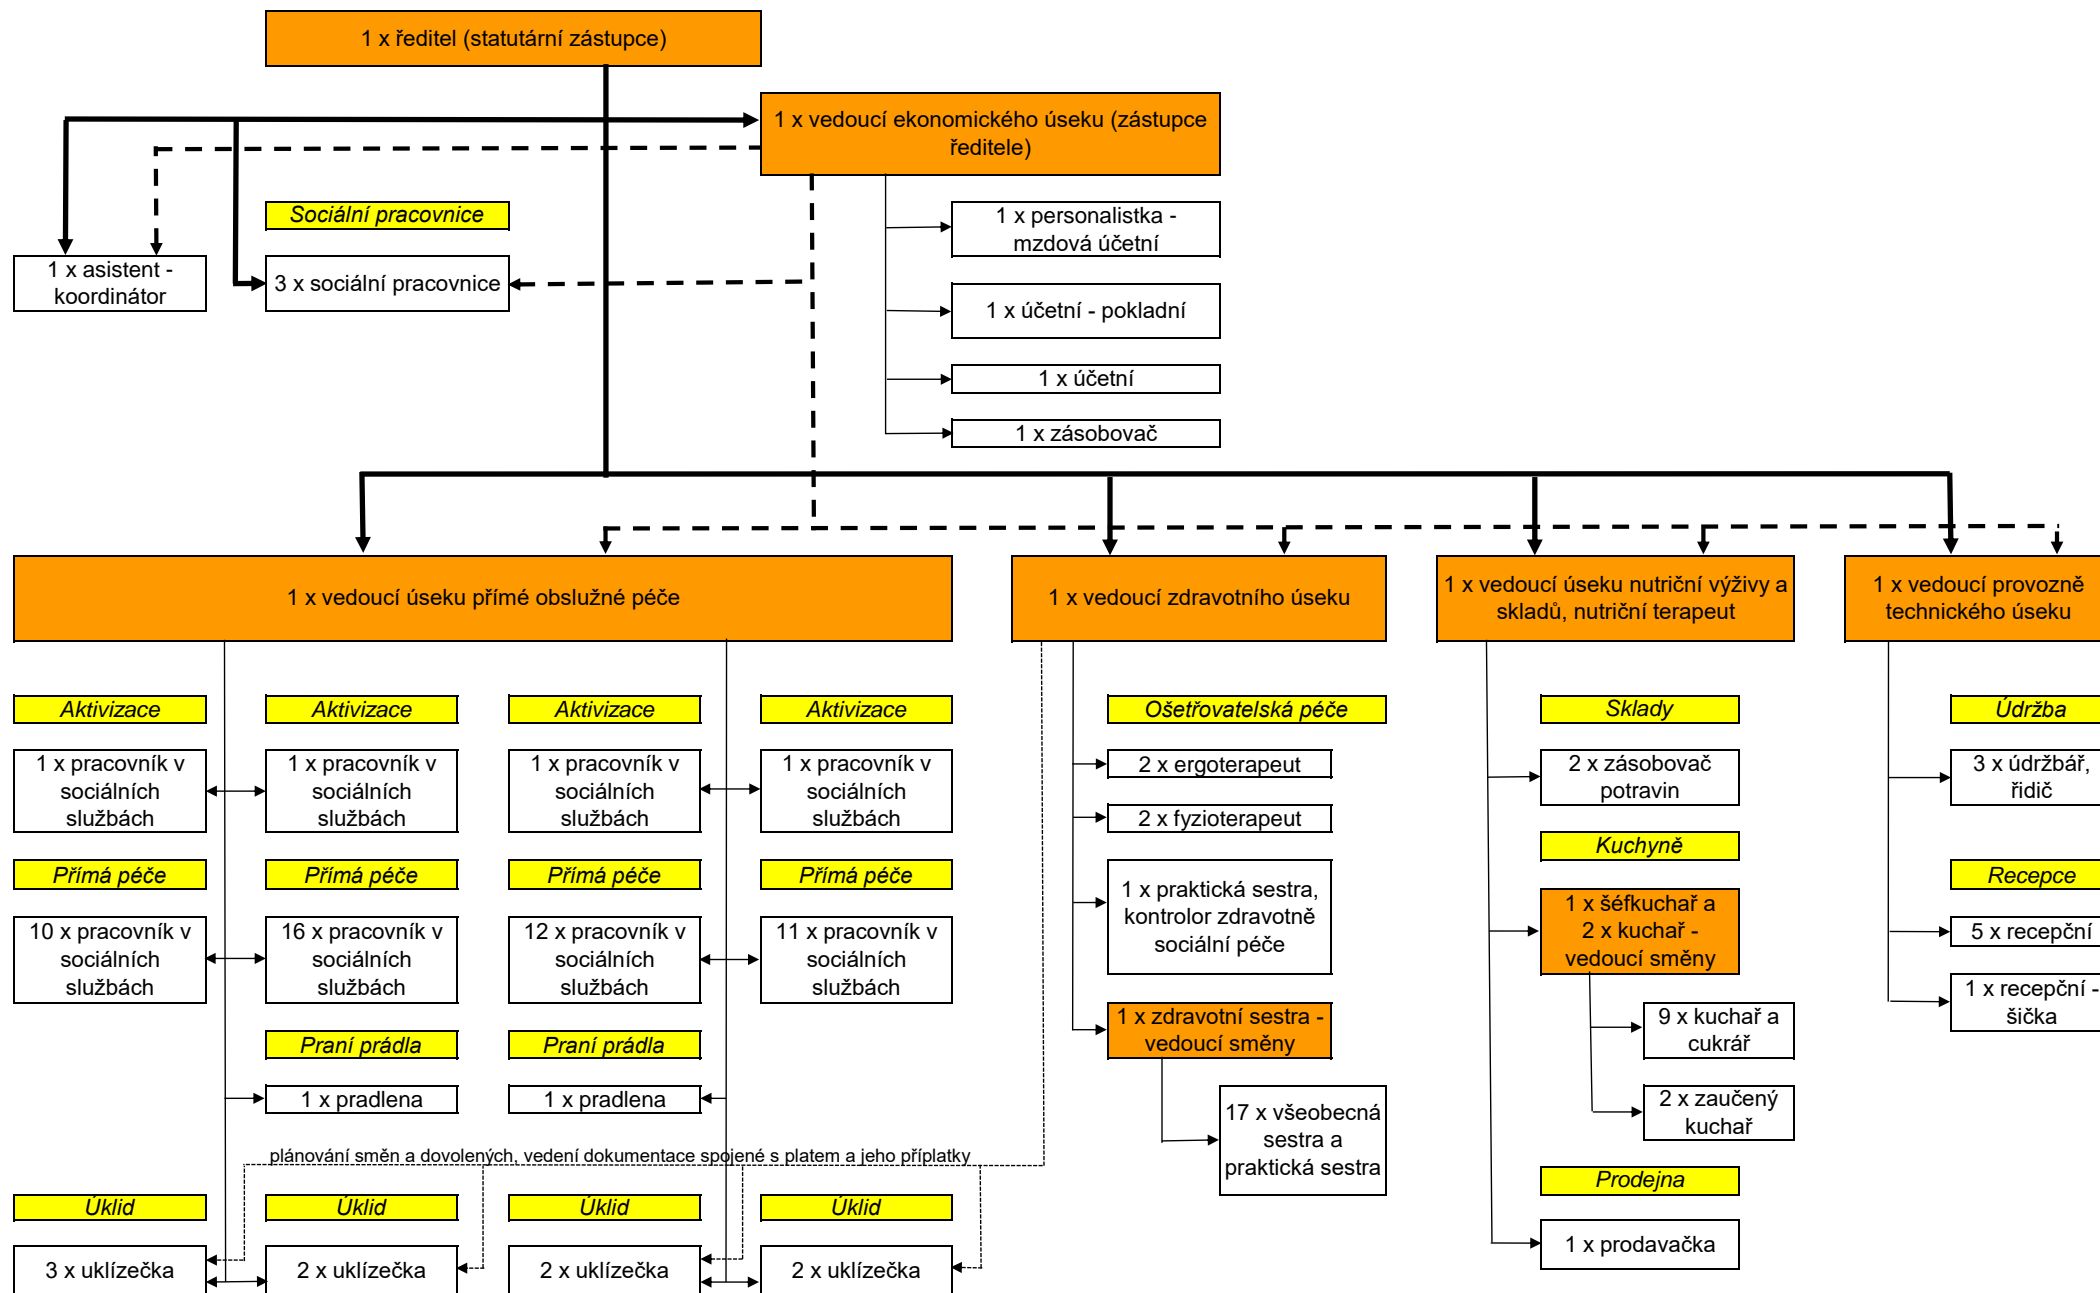 1 x ředitel (statutární zástupce)
1 x vedoucí ekonomického úseku (zástupce
ředitele)
Sociální pracovnice
1 x personalistka -
mzdová účetní
1 x asistent -
koordinátor
3 x sociální pracovnice
1 x účetní - pokladní
1 x účetní
1 x zásobovač
1 x vedoucí úseku přímé obslužné péče
1 x vedoucí zdravotního úseku
1 x vedoucí úseku nutriční výživy a
skladů, nutriční terapeut
1 x vedoucí provozně
technického úseku
Aktivizace
Aktivizace
Aktivizace
Aktivizace
1 x pracovník v
sociálních
službách
1 x pracovník v
sociálních
službách
1 x pracovník v
sociálních
službách
1 x pracovník v
sociálních
službách
Přímá péče
Přímá péče
Přímá péče
Přímá péče
10 x pracovník v
sociálních
službách
16 x pracovník v
sociálních
službách
12 x pracovník v
sociálních
službách
11 x pracovník v
sociálních
službách
Praní prádla
Praní prádla
1 x pradlena
1 x pradlena
plánování směn a dovolených, vedení dokumentace spojené s platem a jeho příplatky
Úklid
Úklid
Úklid
Úklid
3 x uklízečka
2 x uklízečka
2 x uklízečka
2 x uklízečka
Ošetřovatelská péče
2 x ergoterapeut
2 x fyzioterapeut
1 x praktická sestra,
kontrolor zdravotně
sociální péče
1 x zdravotní sestra -
vedoucí směny
17 x všeobecná
sestra a
praktická sestra
Sklady
2 x zásobovač
potravin
Kuchyně
1 x šéfkuchař a
2 x kuchař -
vedoucí směny
9 x kuchař a
cukrář
2 x zaučený
kuchař
Prodejna
1 x prodavačka
Údržba
3 x údržbář,
řidič
Recepce
5 x recepční
1 x recepční -
šička